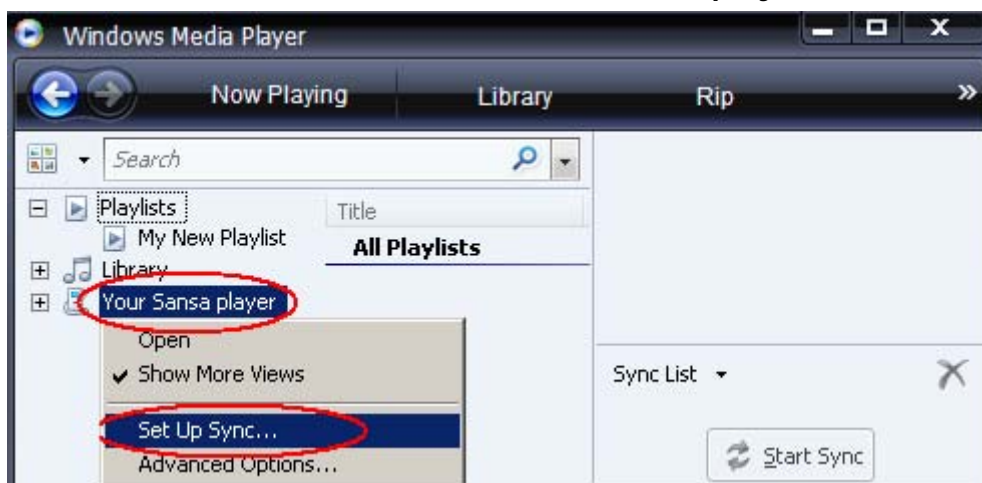 Windows Media Player
Now Playing Library Rip »
Search
Playlists Title
My New Playlist All Playlists
Library
Your Sansa player
Open
Show More Views Sync List
Set Up Sync... Start Sync
Advanced Options...